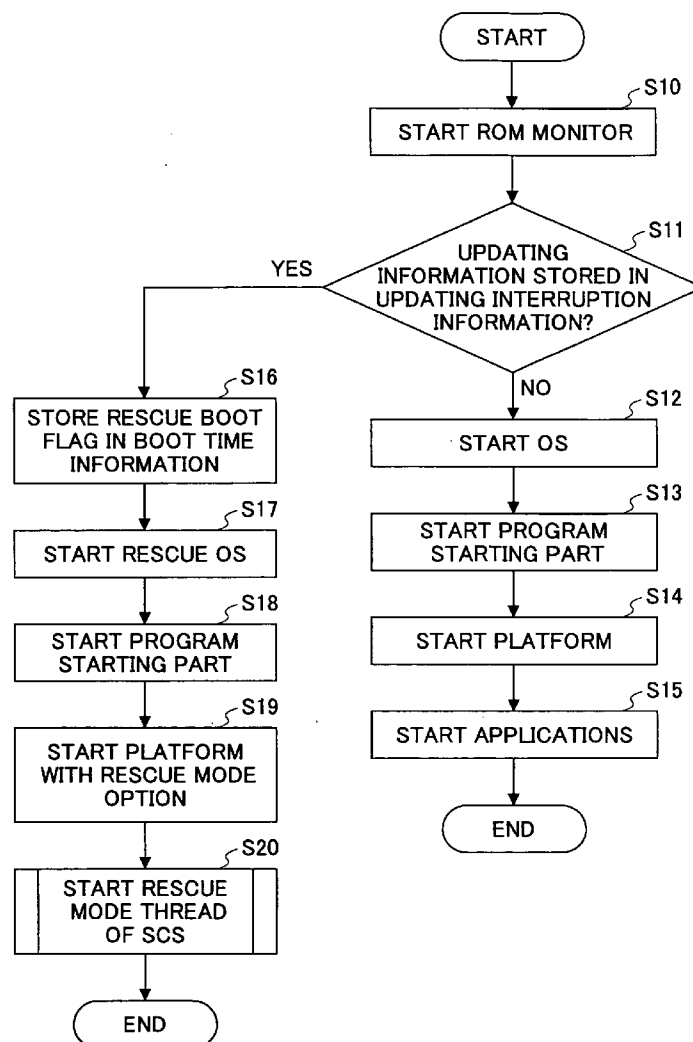 START
S10
START ROM MONITOR
S11
UPDATING
INFORMATION STORED IN
UPDATING INTERRUPTION
INFORMATION?
YES
NO
S16
STORE RESCUE BOOT
FLAG IN BOOT TIME
INFORMATION
S17
START RESCUE OS
S18
START PROGRAM
STARTING PART
S19
START PLATFORM
WITH RESCUE MODE
OPTION
S20
START RESCUE
MODE THREAD
OF SCS
END
S12
START OS
S13
START PROGRAM
STARTING PART
S14
START PLATFORM
S15
START APPLICATIONS
END